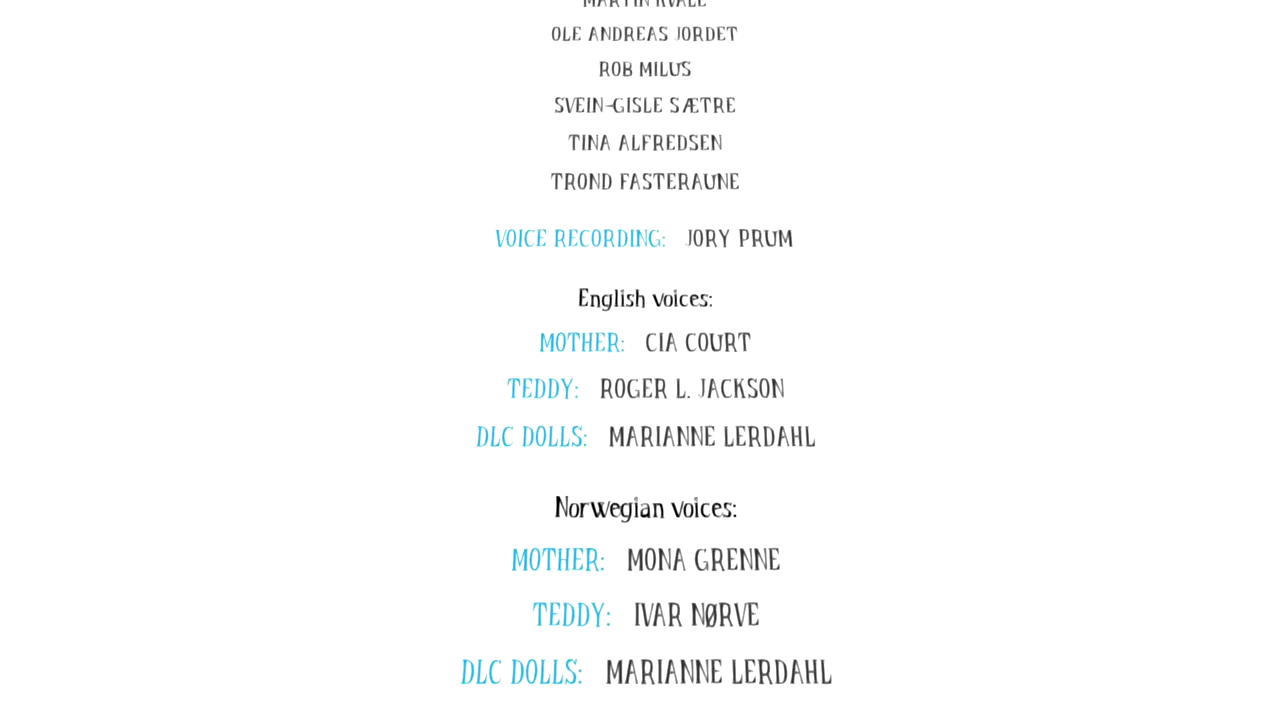 MARTIN KVALE
OLE ANDREAS JORDET
ROB MILUS
SVEIN-GISLE SÆTRE
TINA ALFREDSEN
TROND FASTERAUNE
VOICE RECORDING: JORY PRUM
English voices:
MOTHER: CIA COURT
TEDDY: ROGER L. JACKSON
DLC DOLLS: MARIANNE LERDAHL
Norwegian voices:
MOTHER: MONA GRENNE
TEDDY: IVAR NØRVE
DLC DOLLS: MARIANNE LERDAHL